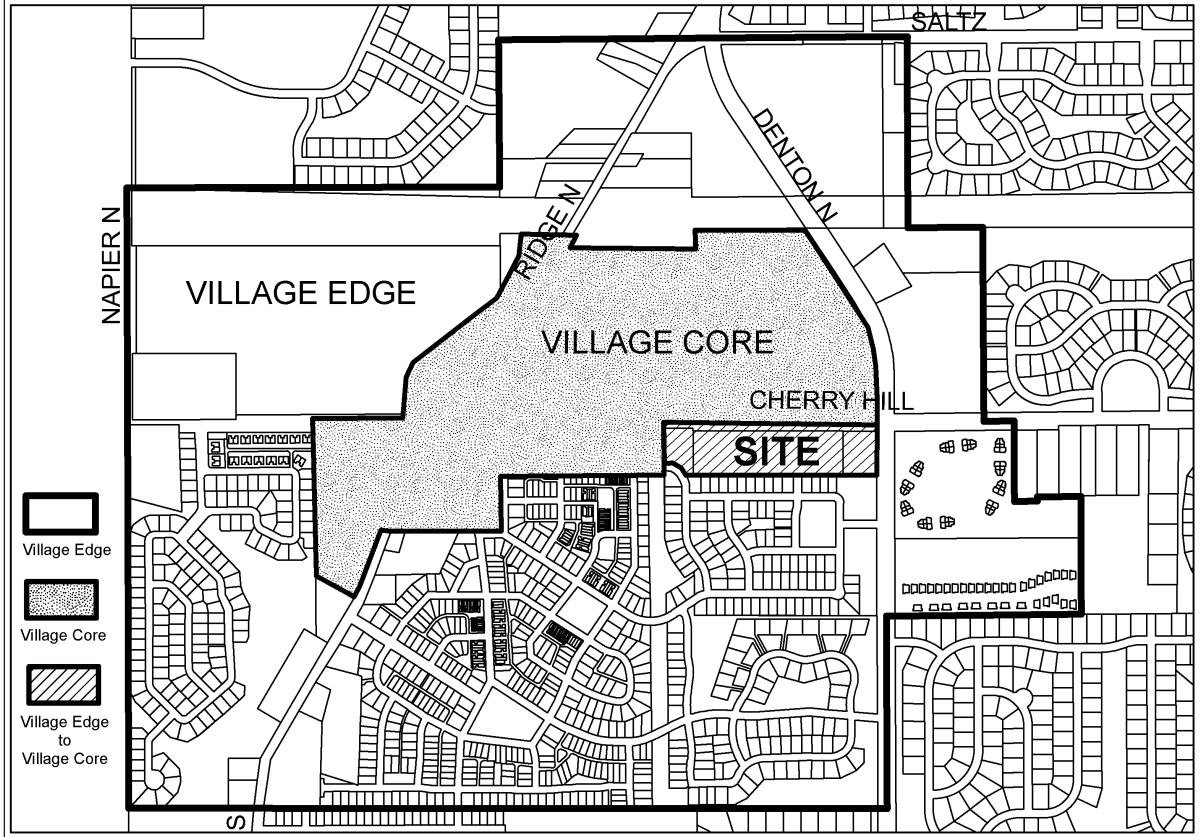 SALTZ
DENTON N
RIDGE N
NAPIER N
VILLAGE EDGE
VILLAGE CORE
CHERRY HILL
SITE
Village Edge
Village Core
Village Edge
to
Village Core
S